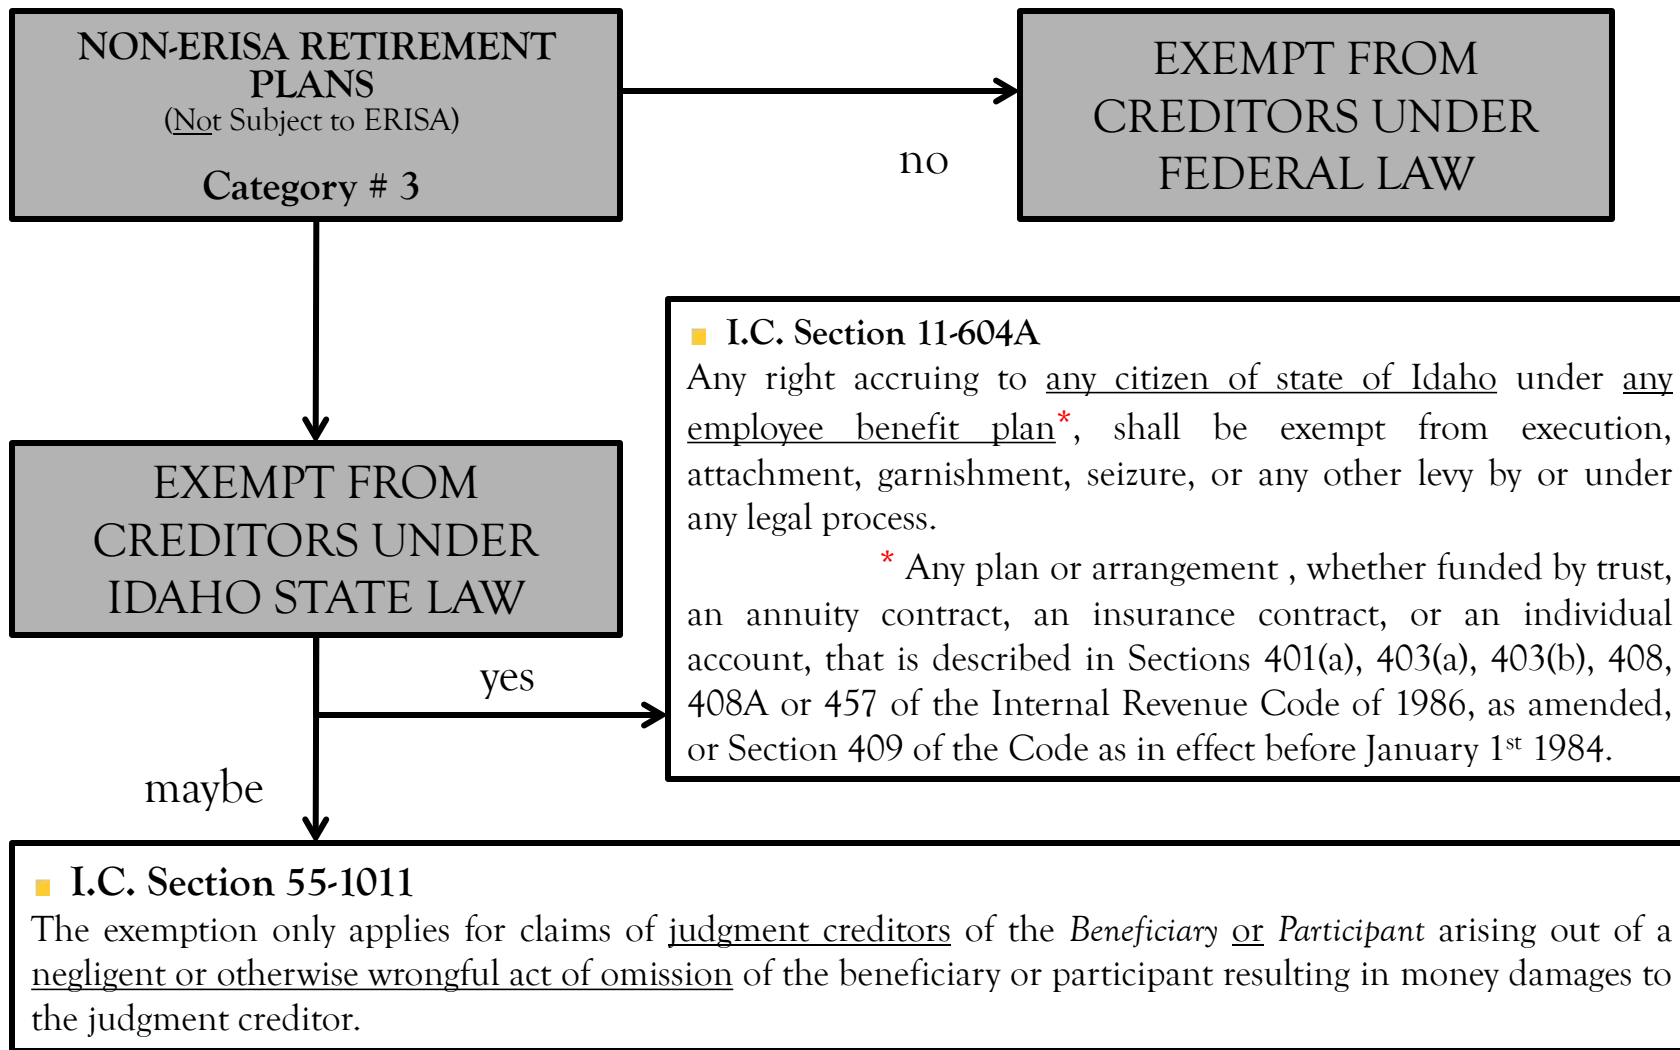 NON-ERISA RETIREMENT
PLANS
(Not Subject to ERISA)
Category # 3
EXEMPT FROM
CREDITORS UNDER
FEDERAL LAW
no
I.C. Section 11-604A
Any right accruing to any citizen of state of Idaho under any
employee benefit plan*, shall be exempt from execution,
attachment, garnishment, seizure, or any other levy by or under
any legal process.
* Any plan or arrangement , whether funded by trust,
an annuity contract, an insurance contract, or an individual
account, that is described in Sections 401(a), 403(a), 403(b), 408,
408A or 457 of the Internal Revenue Code of 1986, as amended,
or Section 409 of the Code as in effect before January 1st 1984.
EXEMPT FROM
CREDITORS UNDER
IDAHO STATE LAW
yes
maybe
I.C. Section 55-1011
The exemption only applies for claims of judgment creditors of the Beneficiary or Participant arising out of a
negligent or otherwise wrongful act of omission of the beneficiary or participant resulting in money damages to
the judgment creditor.